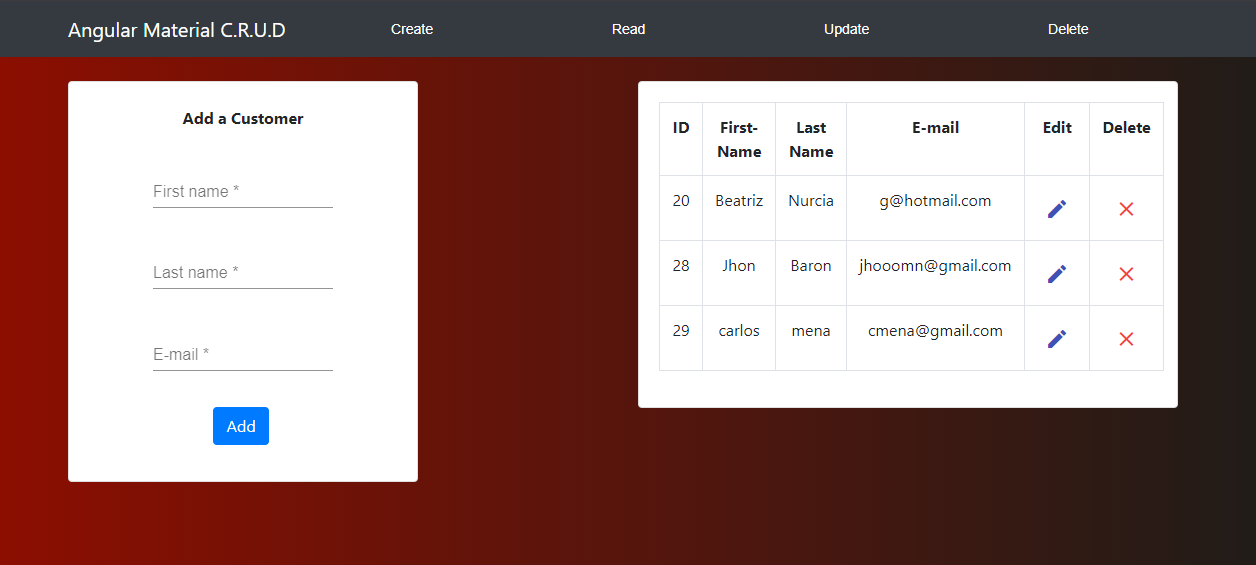 Angular Material C.R.U.D Create Read Update Delete
Add a Customer
First name *
Last name *
E-mail *
Add
ID First- Last E-mail Edit Delete
Name Name
20 Beatriz Nurcia g@hotmail.com
28 Jhon Baron jhooomn@gmail.com
29 carlos mena cmena@gmail.com